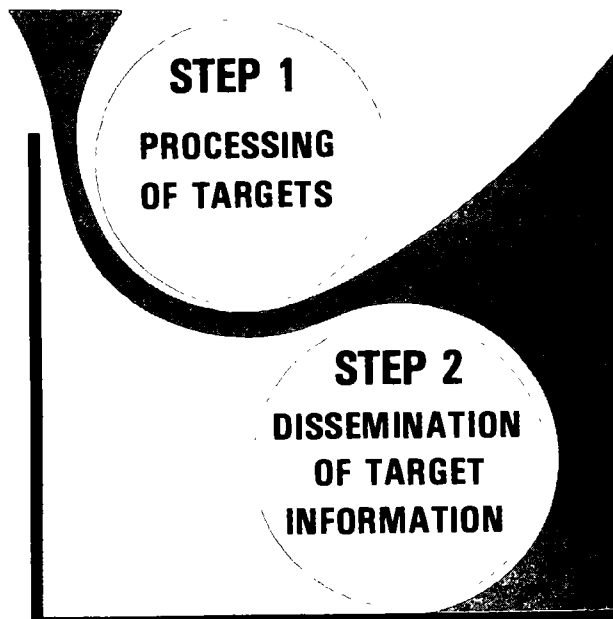 STEP 1
PROCESSING
OF TARGETS
STEP 2
DISSEMINATION
OF TARGET
INFORMATION